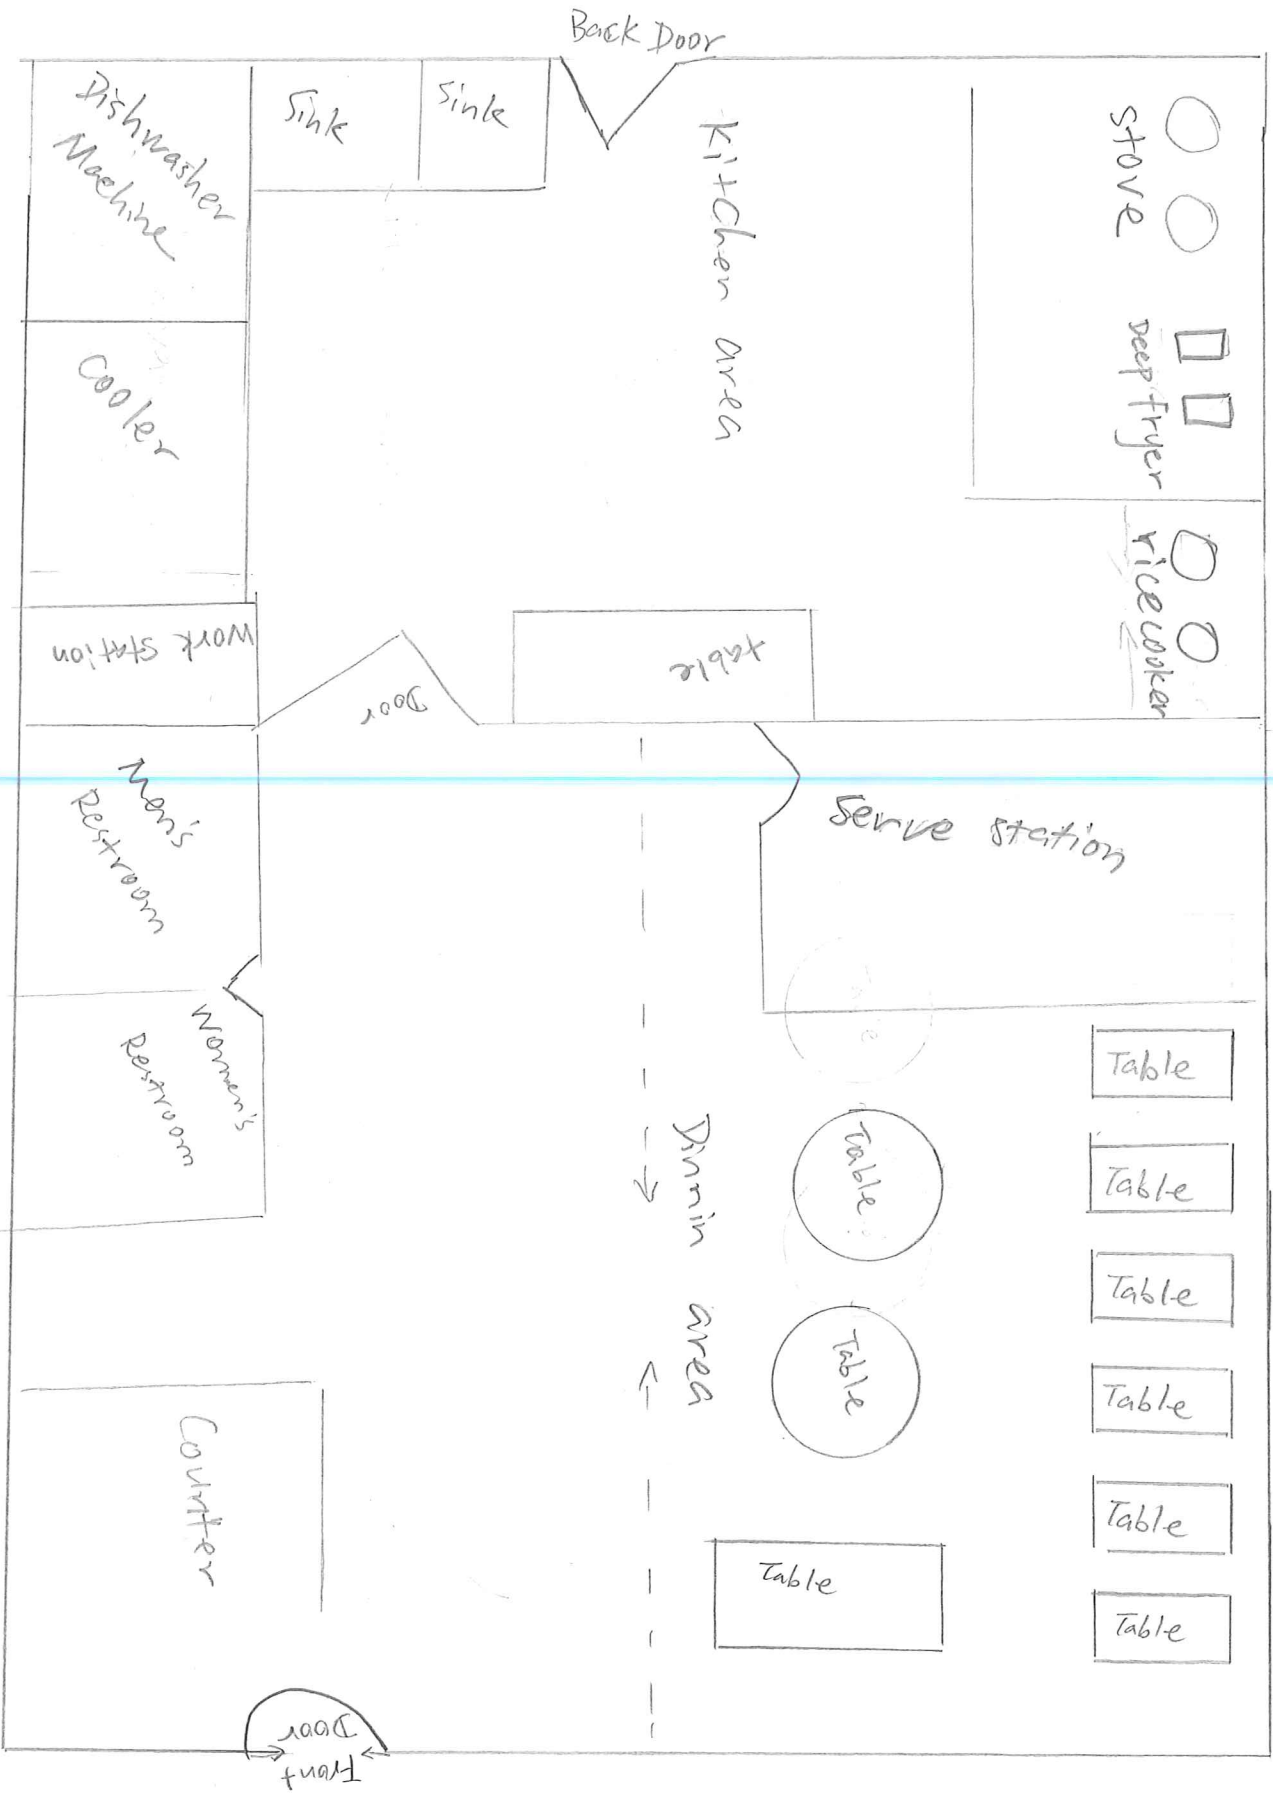 Back Door
Dishwasher
Machine
Sink
Sink
Kitchen area
Stove
Deep fryer
Cooler
rice cooker
Work station
Door
table
Men's
Restroom
Serve station
Women's
Restroom
Table
Table
Table
Dinnin area
Table
Table
Table
Counter
Table
Table
Table
Front
Door